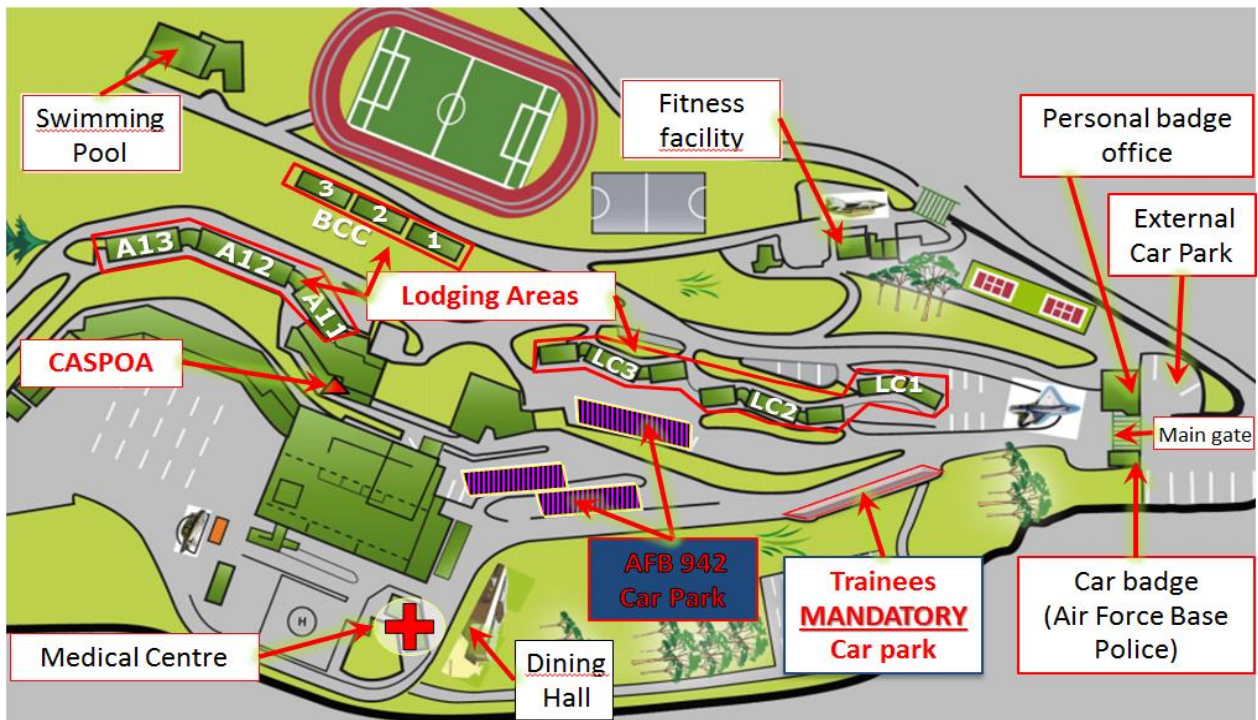 Swimming
Pool
Fitness
facility
Personal badge
office
External
Car Park
3
2
1
BCC
A13
A12
A11
Lodging Areas
CASPOA
LC3
LC2
LC1
Main gate
AFB 942
Car Park
Trainees
MANDATORY
Car park
Car badge
(Air Force Base
Police)
H
Medical Centre
Dining
Hall